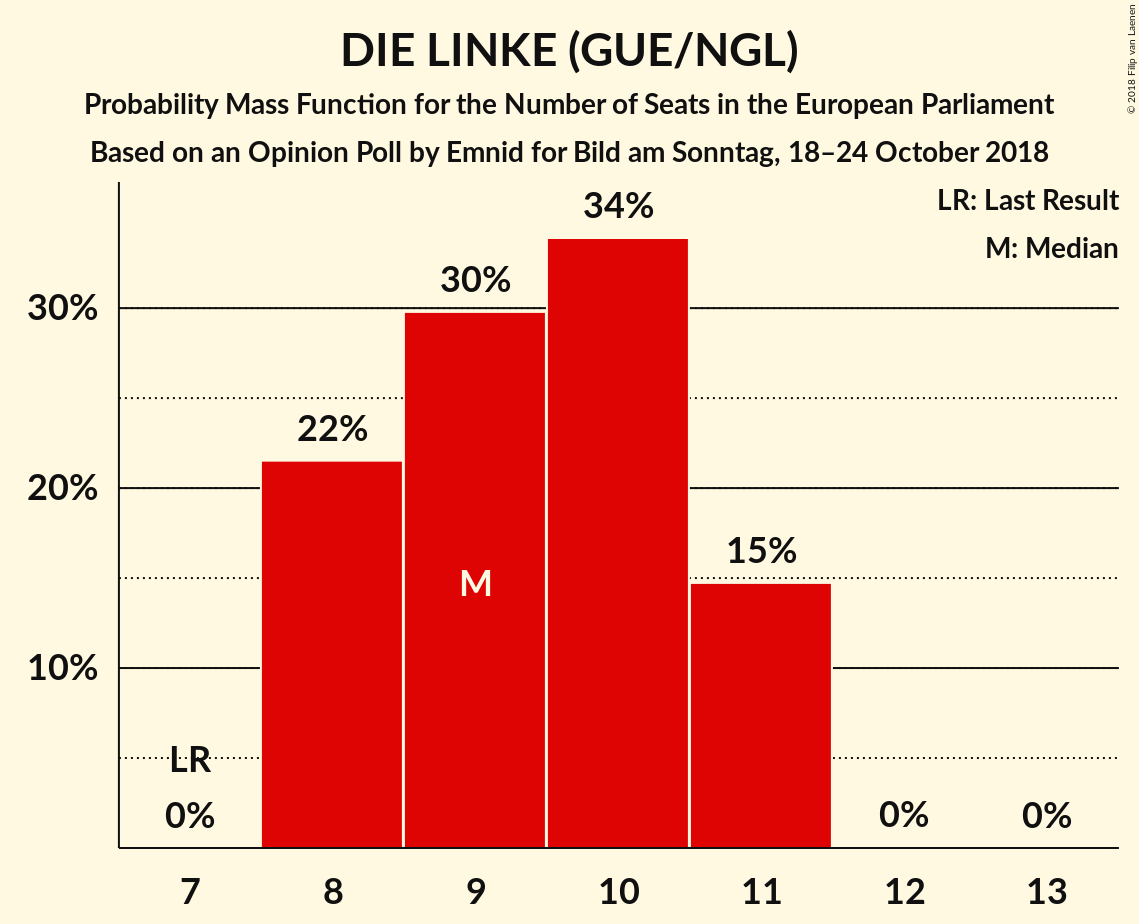 DIE LINKE (GUE/NGL)
Probability Mass Function for the Number of Seats in the European Parliament
Based on an Opinion Poll by Emnid for Bild am Sonntag, 18–24 October 2018
© 2018 Filip van Laenen
LR: Last Result
M: Median
34%
30%
30%
22%
20%
15%
M
10%
LR
0%
0%
0%
7 8 9 10 11 12 13